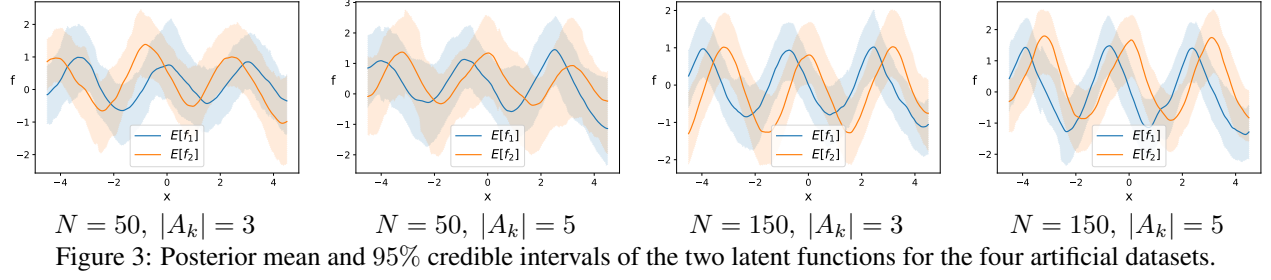 2
1
0
−1
−2
f
−4
−2
0
2
4
x
E[f₁]
E[f₂]
3
2
1
0
−1
−2
f
−4
−2
0
2
4
x
E[f₁]
E[f₂]
2
1
0
−1
−2
f
−4
−2
0
2
4
x
E[f₁]
E[f₂]
2
1
0
−1
−2
f
−4
−2
0
2
4
x
E[f₁]
E[f₂]
N = 50, |Aₖ| = 3
N = 50, |Aₖ| = 5
N = 150, |Aₖ| = 3
N = 150, |Aₖ| = 5
Figure 3: Posterior mean and 95% credible intervals of the two latent functions for the four artificial datasets.